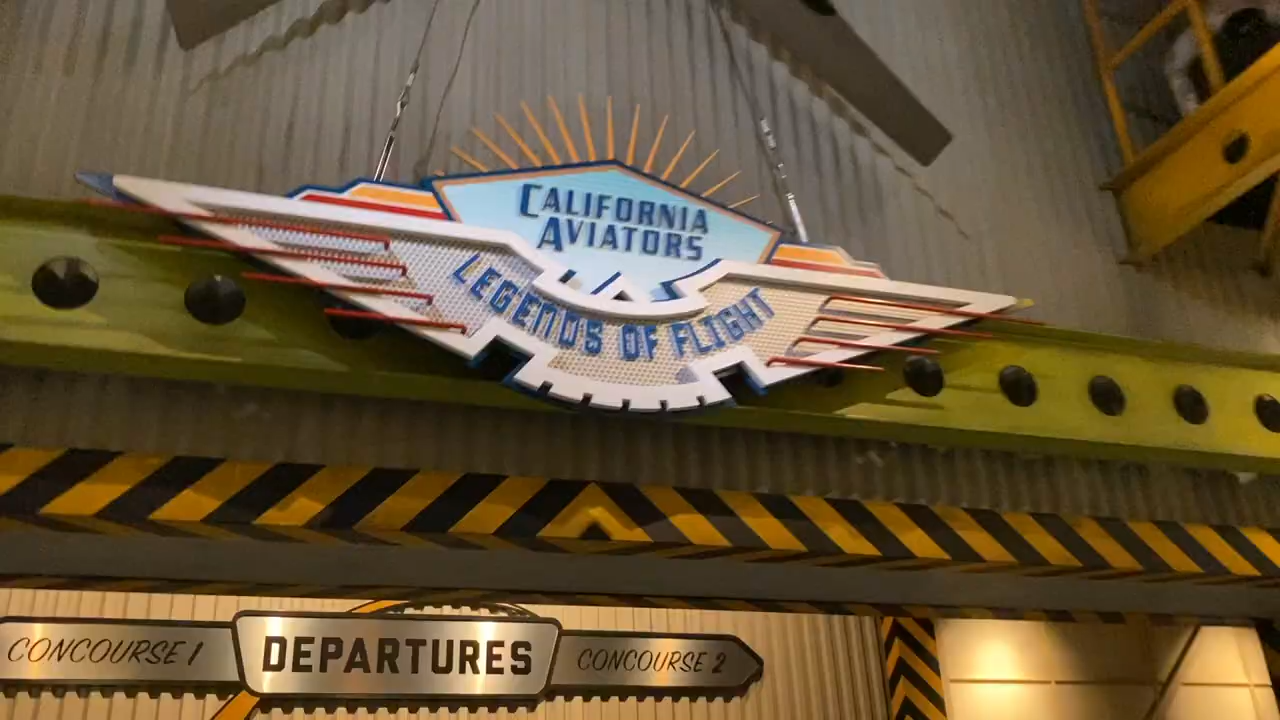 CALIFORNIA
AVIATORS
LEGENDS OF FLIGHT
CONCOURSE 1
DEPARTURES
CONCOURSE 2